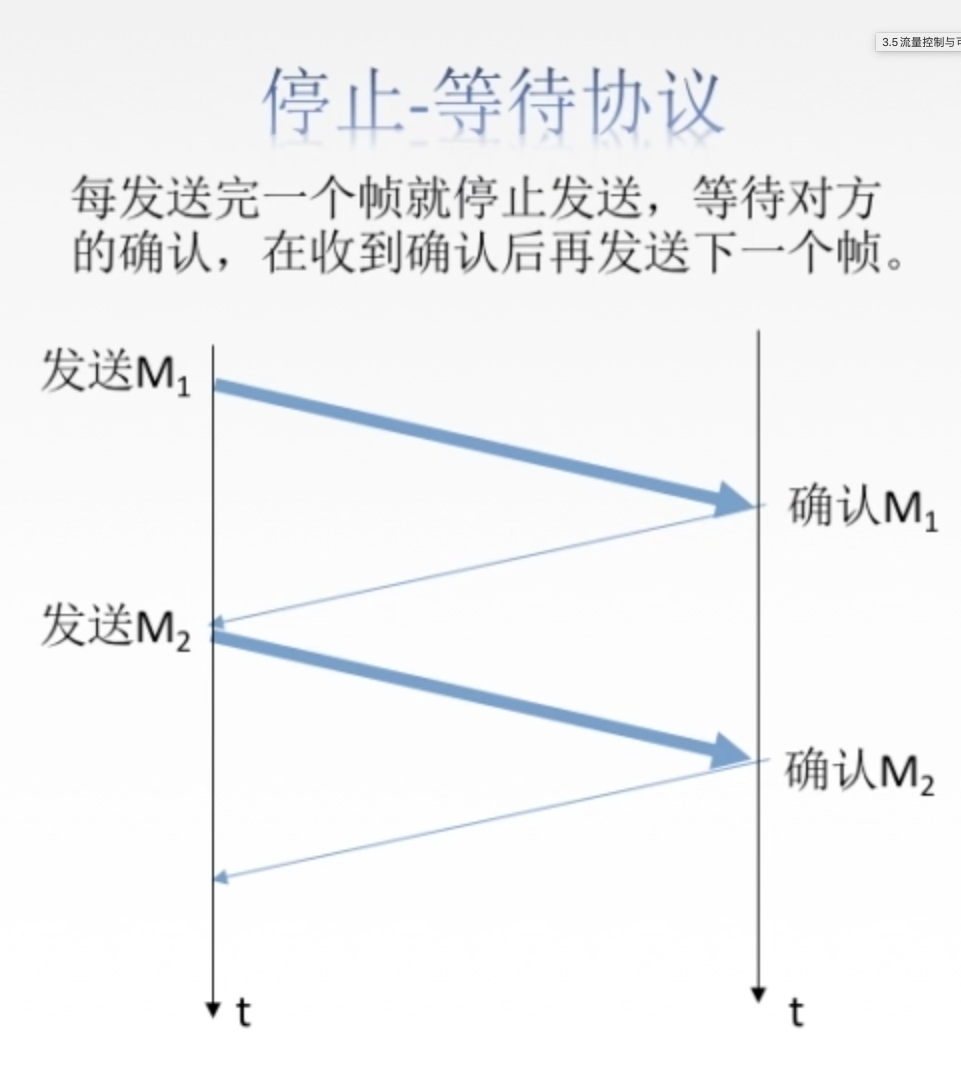 3.5流量控制与
停止-等待协议
每发送完一个帧就停止发送，等待对方
的确认，在收到确认后再发送下一个帧。
发送M₁
确认M₁
发送M₂
确认M₂
t
t